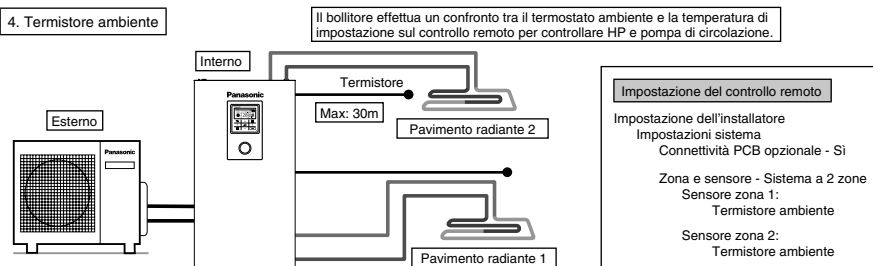 4. Termistore ambiente
Il bollitore effettua un confronto tra il termostato ambiente e la temperatura di
impostazione sul controllo remoto per controllare HP e pompa di circolazione.
Interno
Termistore
Panasonic
Max: 30m
Pavimento radiante 2
Esterno
Panasonic
Pavimento radiante 1
Impostazione del controllo remoto
Impostazione dell'installatore
Impostazioni sistema
Connettività PCB opzionale - Sì
Zona e sensore - Sistema a 2 zone
Sensore zona 1:
Termistore ambiente
Sensore zona 2:
Termistore ambiente